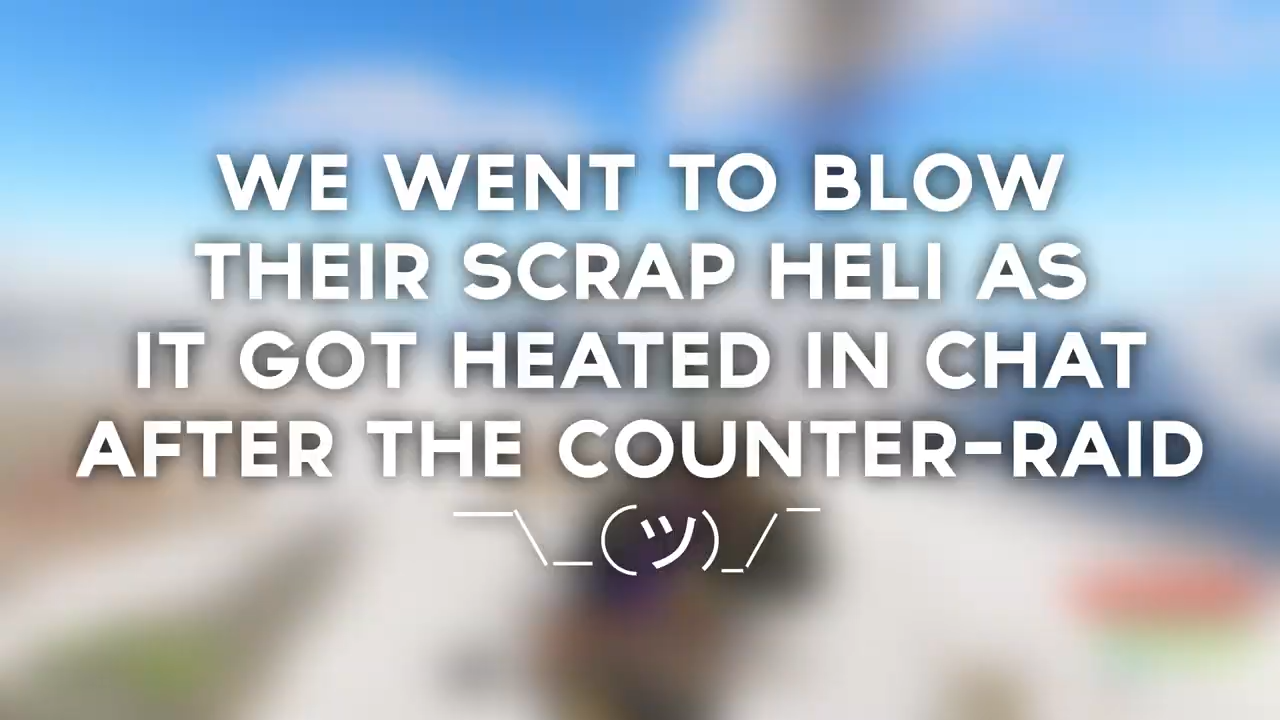 WE WENT TO BLOW
THEIR SCRAP HELI AS
IT GOT HEATED IN CHAT
AFTER THE COUNTER-RAID
¯\_(ツ)_/¯